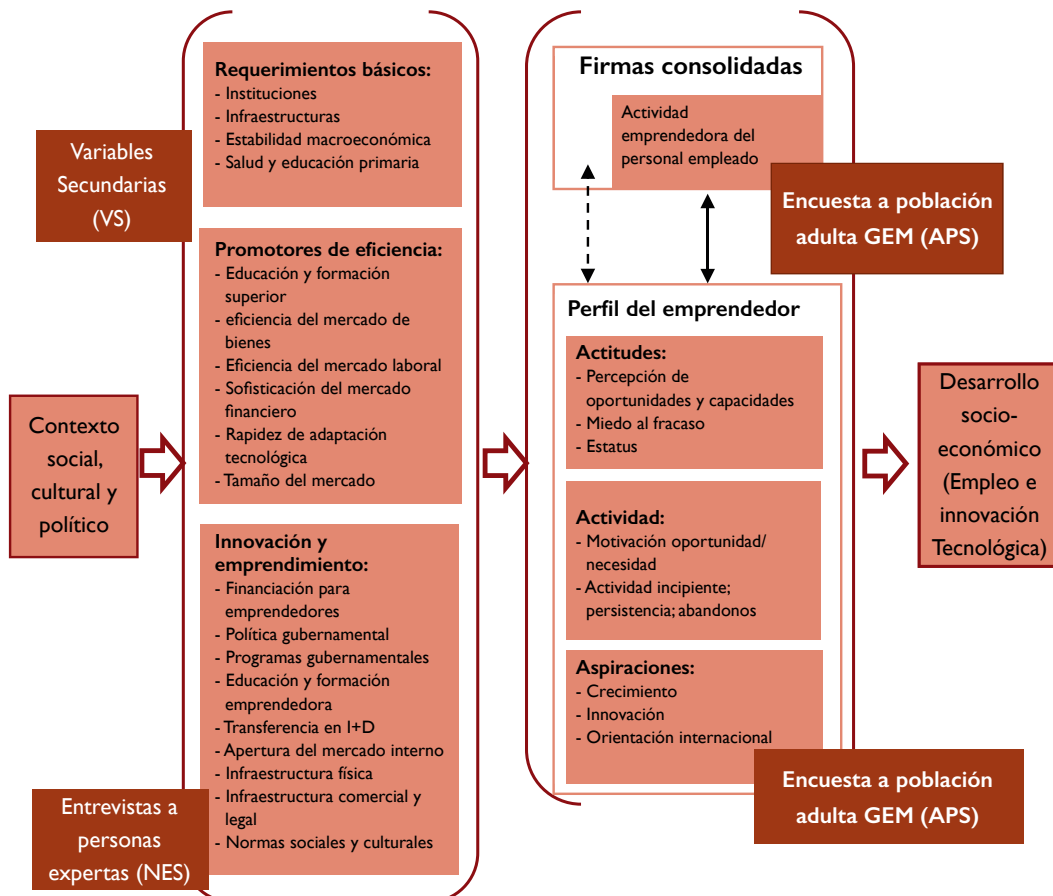 Contexto
social,
cultural y
político
Variables
Secundarias
(VS)
Requerimientos básicos:
- Instituciones
- Infraestructuras
- Estabilidad macroeconómica
- Salud y educación primaria
Promotores de eficiencia:
- Educación y formación
superior
- eficiencia del mercado de
bienes
- Eficiencia del mercado laboral
- Sofisticación del mercado
financiero
- Rapidez de adaptación
tecnológica
- Tamaño del mercado
Innovación y
emprendimiento:
- Financiación para
emprendedores
- Política gubernamental
- Programas gubernamentales
- Educación y formación
emprendedora
- Transferencia en I+D
- Apertura del mercado interno
- Infraestructura física
- Infraestructura comercial y
legal
- Normas sociales y culturales
Entrevistas a
personas
expertas (NES)
Firmas consolidadas
Actividad
emprendedora del
personal empleado
Encuesta a población
adulta GEM (APS)
Perfil del emprendedor
Actitudes:
- Percepción de
oportunidades y capacidades
- Miedo al fracaso
- Estatus
Actividad:
- Motivación oportunidad/
necesidad
- Actividad incipiente;
persistencia; abandonos
Aspiraciones:
- Crecimiento
- Innovación
- Orientación internacional
Encuesta a población
adulta GEM (APS)
Desarrollo
socio-
económico
(Empleo e
innovación
Tecnológica)